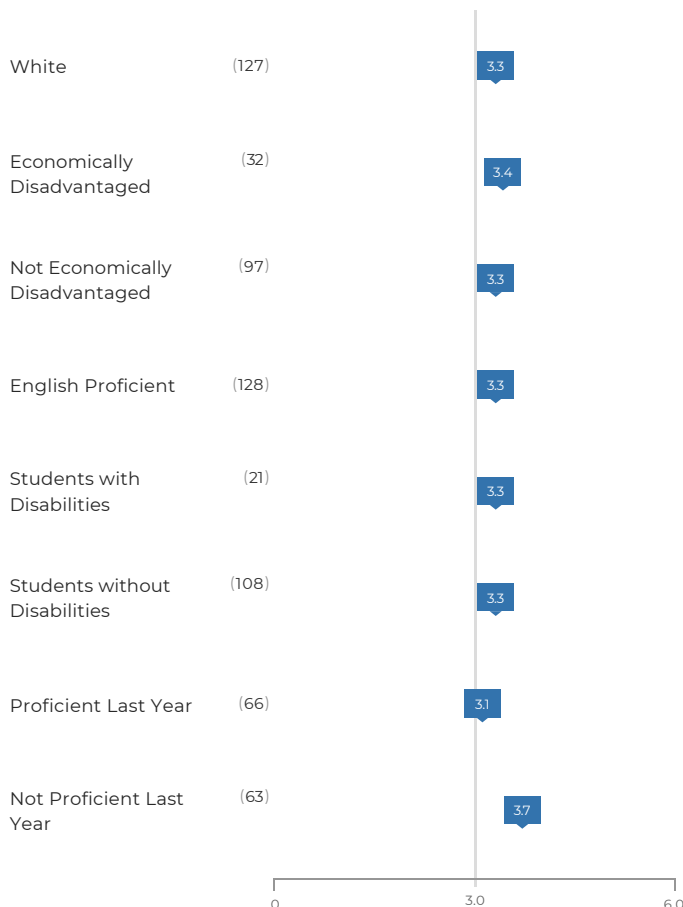 White (127) 3.3
Economically (32)
Disadvantaged 3.4
Not Economically (97)
Disadvantaged 3.3
English Proficient (128) 3.3
Students with (21)
Disabilities 3.3
Students without (108)
Disabilities 3.3
Proficient Last Year (66) 3.1
Not Proficient Last (63)
Year 3.7
0 3.0 6.0